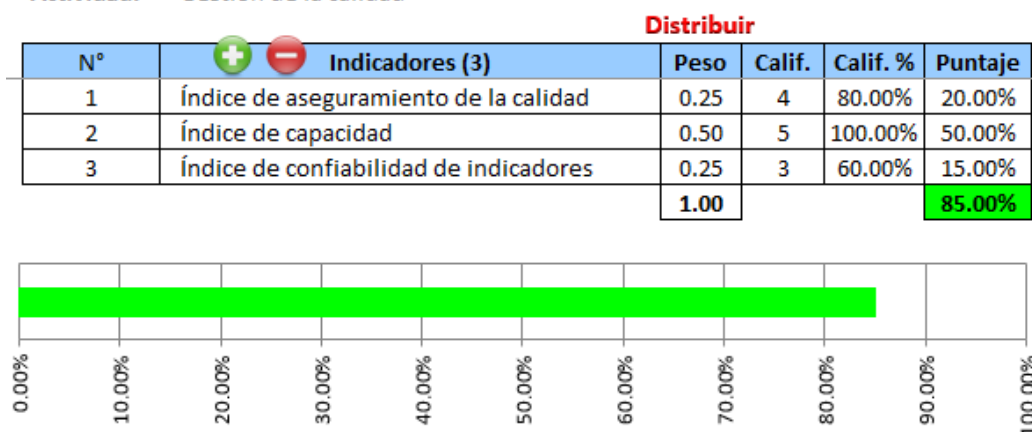 Distribuir
N° Indicadores (3) Peso Calif. Calif. % Puntaje
1 Índice de aseguramiento de la calidad 0.25 4 80.00% 20.00%
2 Índice de capacidad 0.50 5 100.00% 50.00%
3 Índice de confiabilidad de indicadores 0.25 3 60.00% 15.00%
1.00 85.00%
0.00% 10.00% 20.00% 30.00% 40.00% 50.00% 60.00% 70.00% 80.00% 90.00% 100.00%